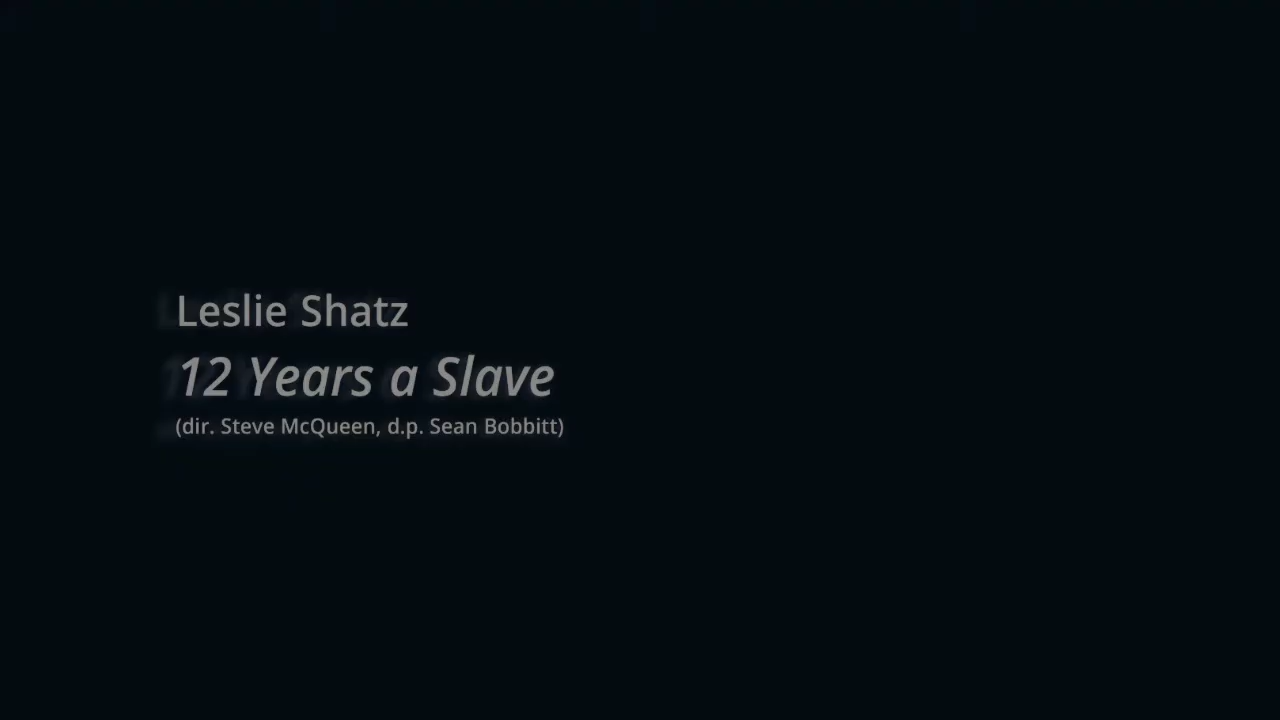 Leslie Shatz
12 Years a Slave
(dir. Steve McQueen, d.p. Sean Bobbitt)